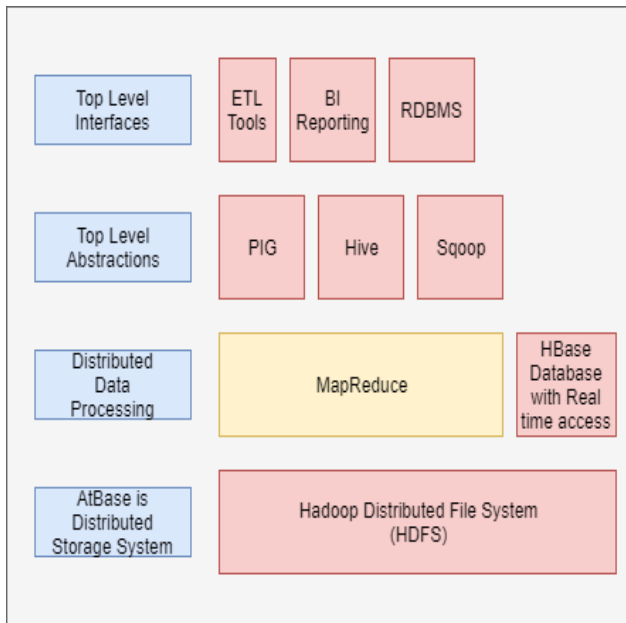 Top Level
Interfaces
ETL
Tools
BI
Reporting
RDBMS
Top Level
Abstractions
PIG
Hive
Sqoop
Distributed
Data
Processing
MapReduce
HBase
Database
with Real
time access
AtBase is
Distributed
Storage System
Hadoop Distributed File System
(HDFS)